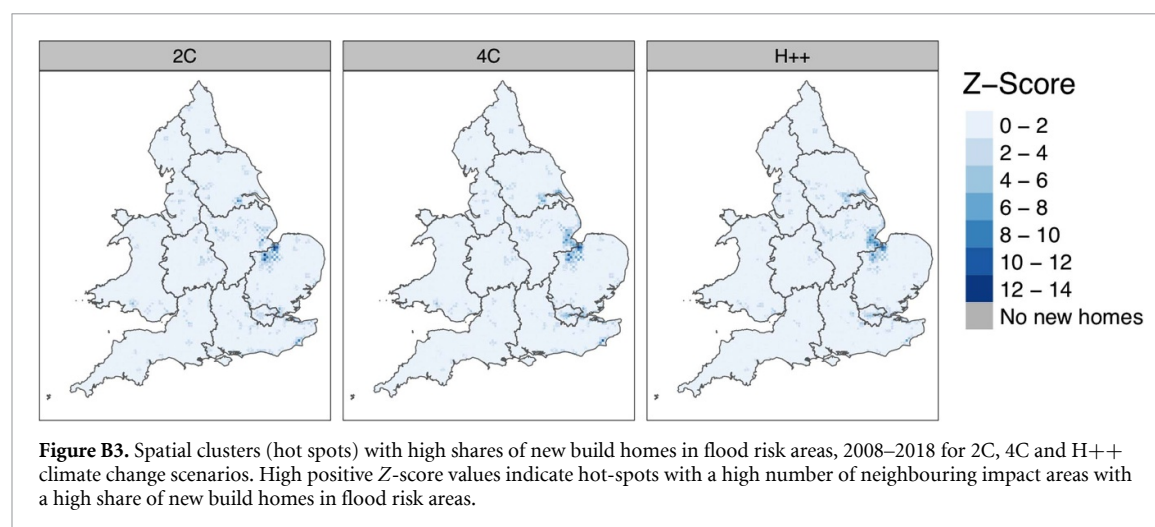 2C
4C
H++
Z−Score
0 − 2
2 − 4
4 − 6
6 − 8
8 − 10
10 − 12
12 − 14
No new homes
Figure B3. Spatial clusters (hot spots) with high shares of new build homes in flood risk areas, 2008–2018 for 2C, 4C and H++
climate change scenarios. High positive Z-score values indicate hot-spots with a high number of neighbouring impact areas with
a high share of new build homes in flood risk areas.